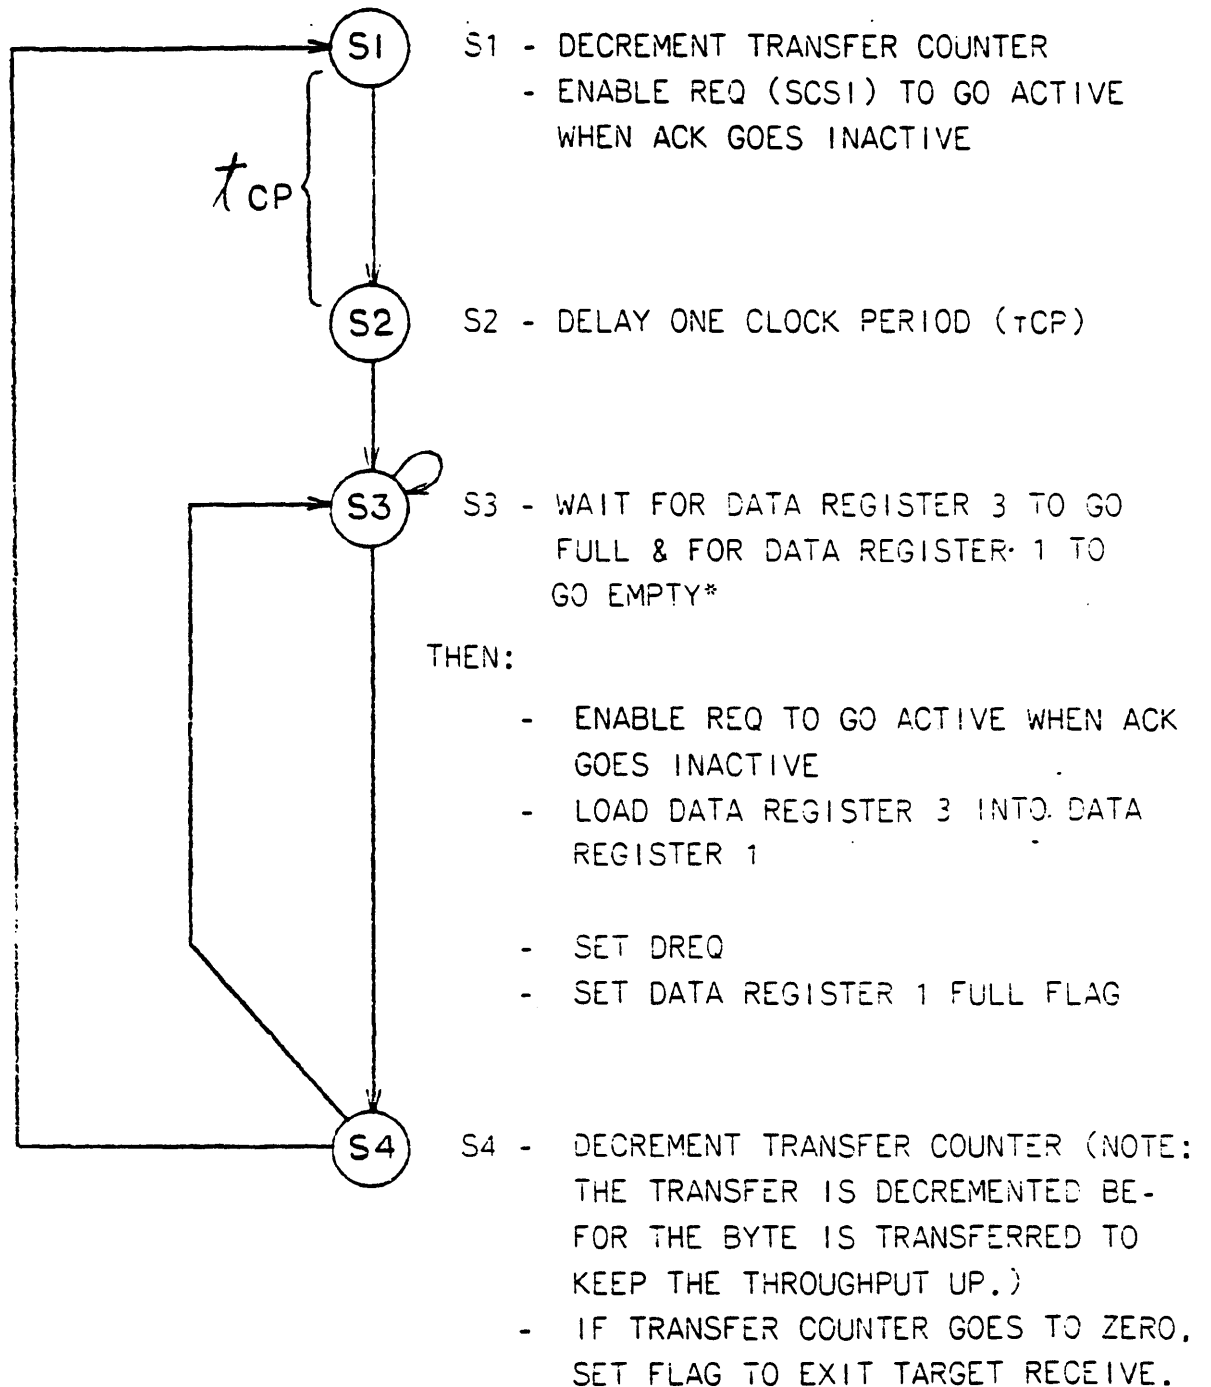 S1
S1 - DECREMENT TRANSFER COUNTER
- ENABLE REQ (SCSI) TO GO ACTIVE
WHEN ACK GOES INACTIVE
tCP
S2
S2 - DELAY ONE CLOCK PERIOD (τCP)
S3
S3 - WAIT FOR DATA REGISTER 3 TO GO
FULL & FOR DATA REGISTER 1 TO
GO EMPTY*
THEN:
- ENABLE REQ TO GO ACTIVE WHEN ACK
GOES INACTIVE
- LOAD DATA REGISTER 3 INTO DATA
REGISTER 1
- SET DREQ
- SET DATA REGISTER 1 FULL FLAG
S4
S4 - DECREMENT TRANSFER COUNTER (NOTE:
THE TRANSFER IS DECREMENTED BE-
FOR THE BYTE IS TRANSFERRED TO
KEEP THE THROUGHPUT UP.)
- IF TRANSFER COUNTER GOES TO ZERO,
SET FLAG TO EXIT TARGET RECEIVE.